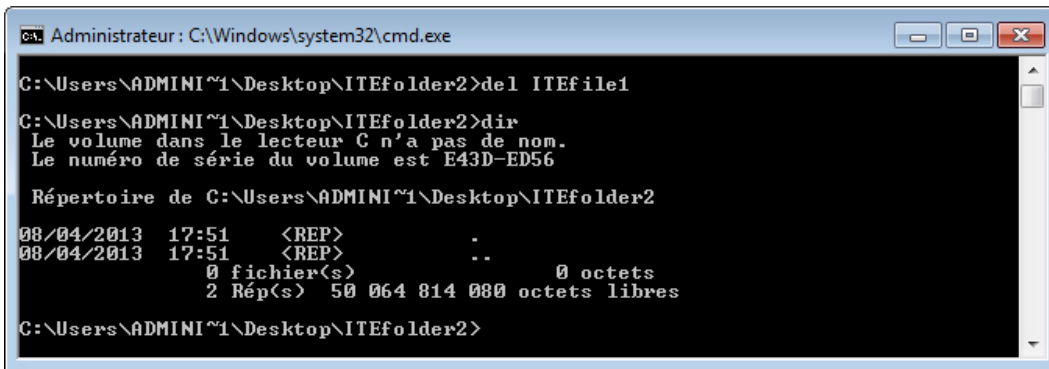 Administrateur : C:\Windows\system32\cmd.exe
C:\Users\ADMINI~1\Desktop\ITEfolder2>del ITEfile1
C:\Users\ADMINI~1\Desktop\ITEfolder2>dir
Le volume dans le lecteur C n'a pas de nom.
Le numéro de série du volume est E43D-ED56
Répertoire de C:\Users\ADMINI~1\Desktop\ITEfolder2
08/04/2013  17:51    <REP>          .
08/04/2013  17:51    <REP>          ..
0 fichier(s)                0 octets
2 Rép(s)  50 064 814 080 octets libres
C:\Users\ADMINI~1\Desktop\ITEfolder2>